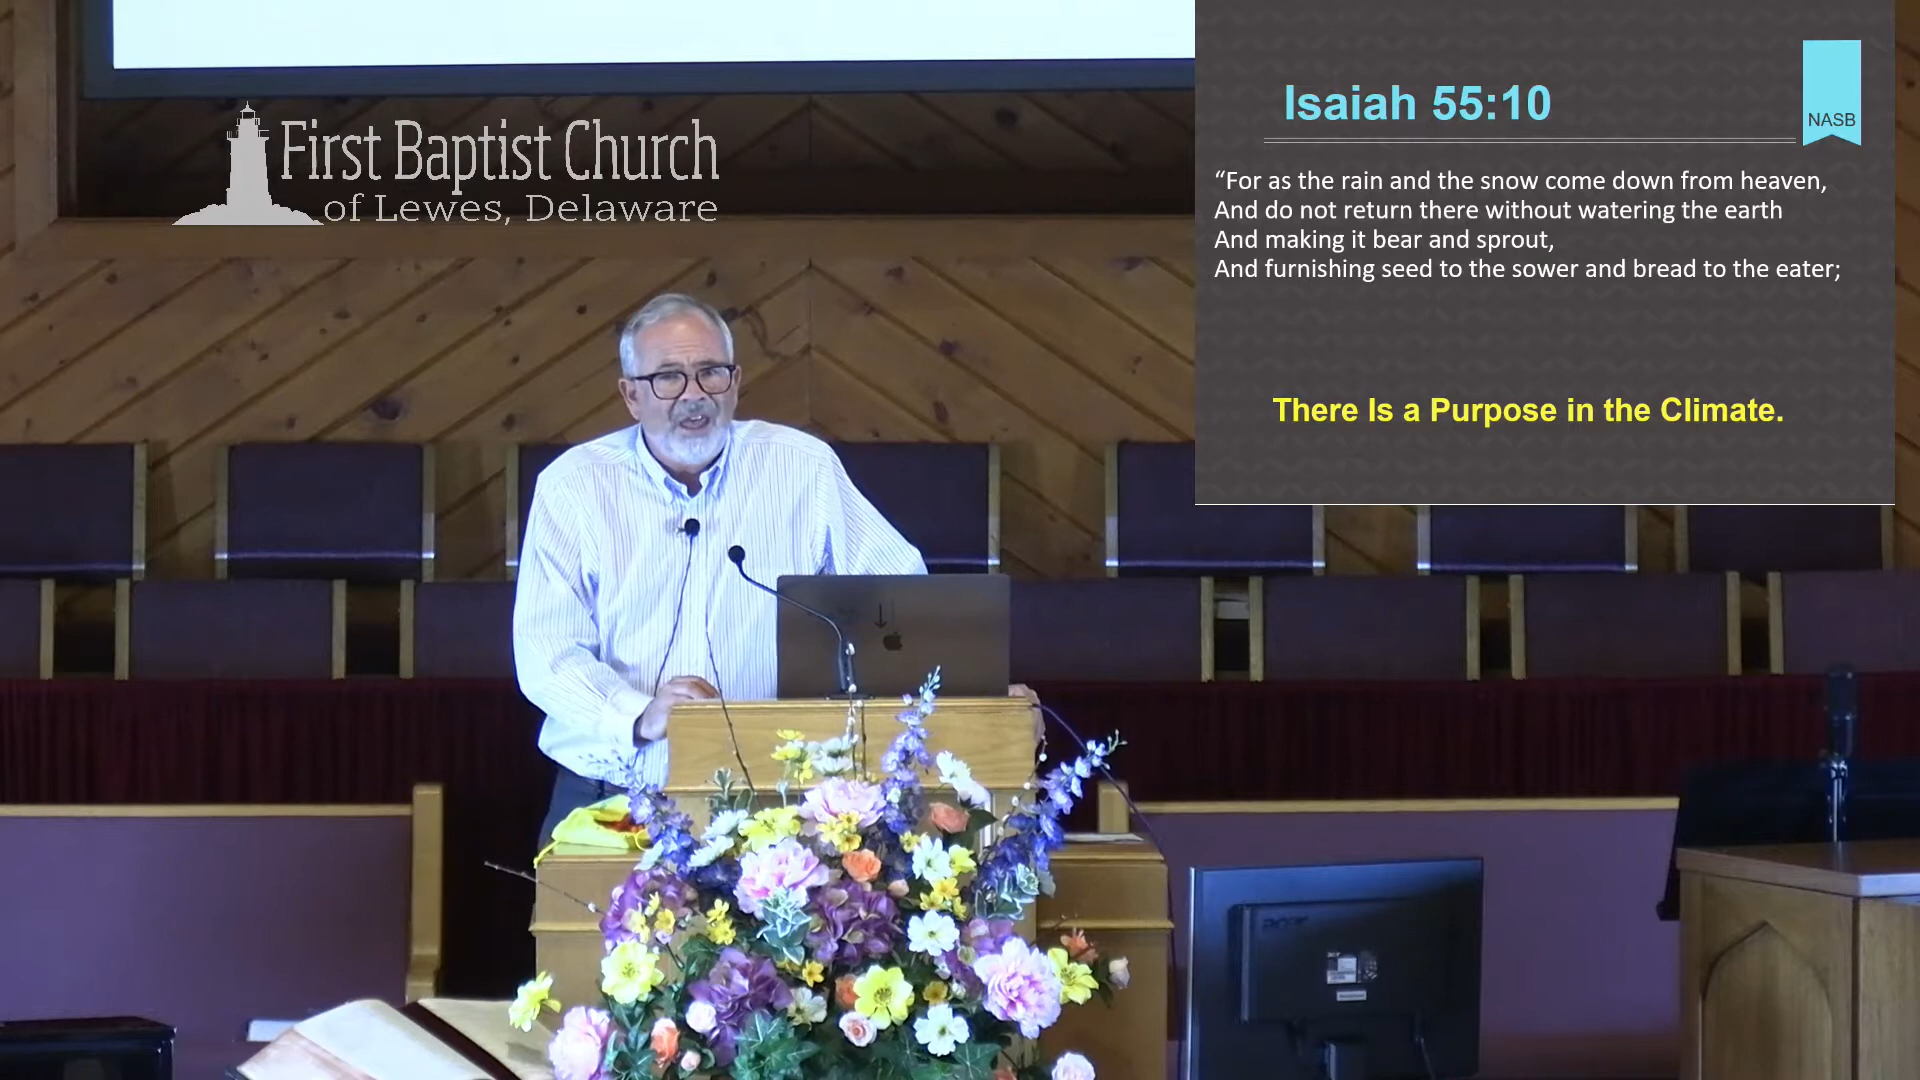 First Baptist Church
of Lewes, Delaware
Isaiah 55:10
NASB
“For as the rain and the snow come down from heaven,
And do not return there without watering the earth
And making it bear and sprout,
And furnishing seed to the sower and bread to the eater;
There Is a Purpose in the Climate.
acer